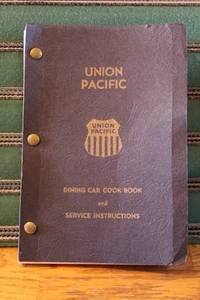 UNION
PACIFIC
UNION
PACIFIC
DINING CAR COOK BOOK
and
SERVICE INSTRUCTIONS